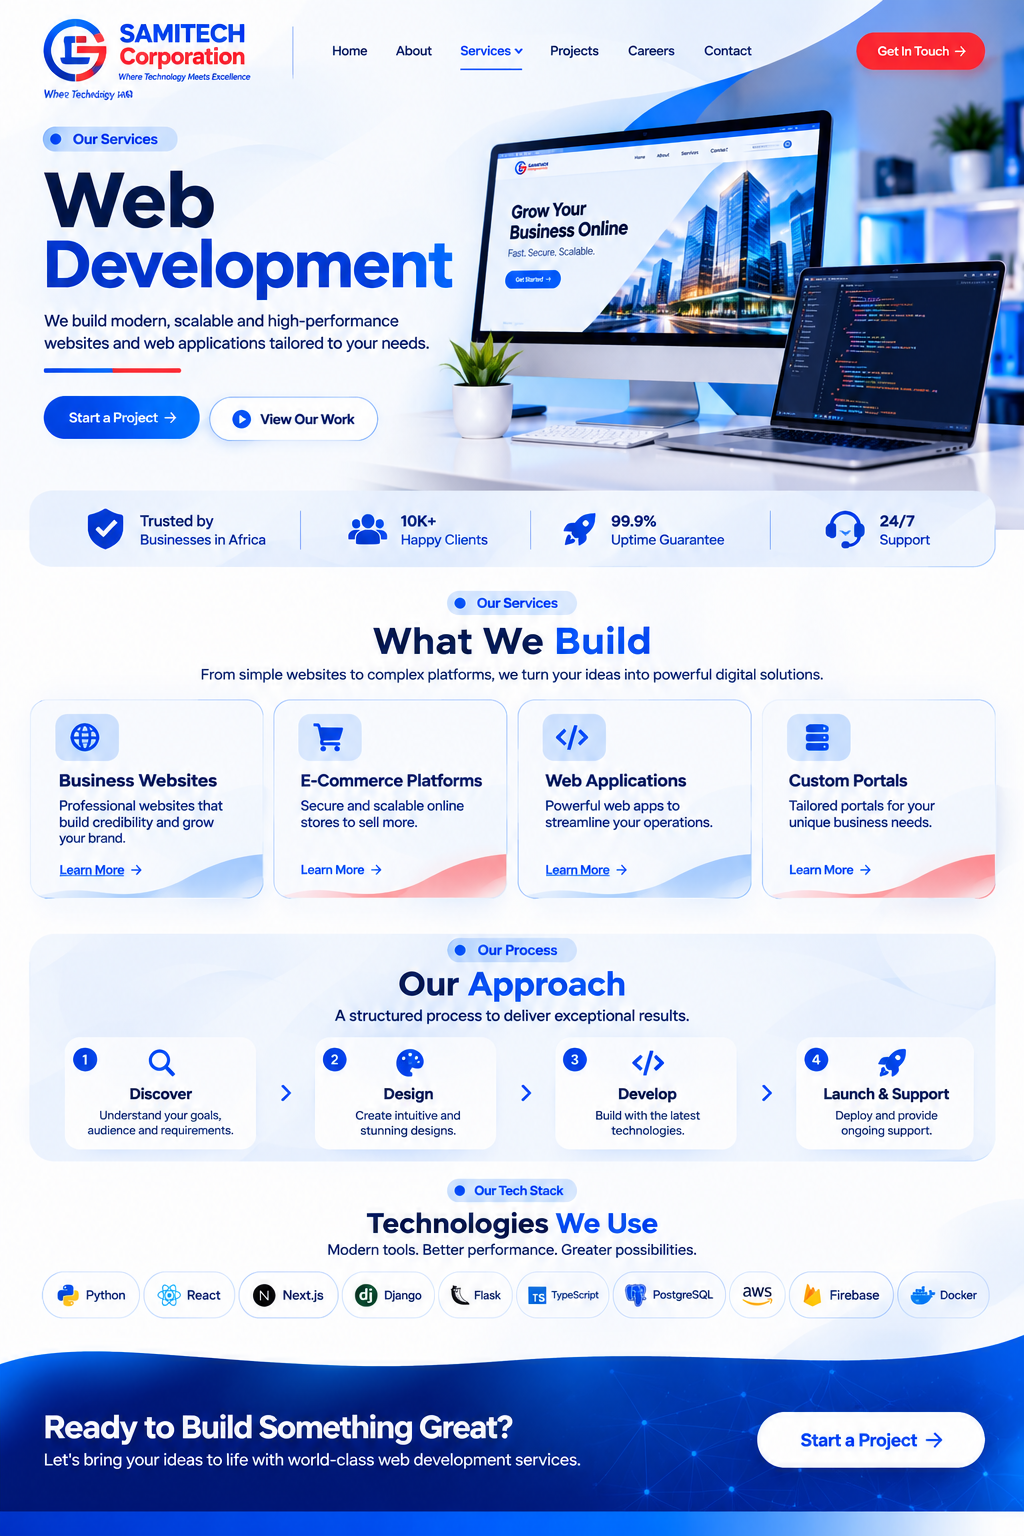 SAMITECH
Corporation
Where Technology Meets Excellence
Home
About
Services
Projects
Careers
Contact
Get In Touch →
Our Services
Web
Development
We build modern, scalable and high-performance
websites and web applications tailored to your needs.
Start a Project →
View Our Work
SAMITECH
Home
About
Services
Contact
Grow Your
Business Online
Fast. Secure. Scalable.
Get Started →
Trusted by
Businesses in Africa
10K+
Happy Clients
99.9%
Uptime Guarantee
24/7
Support
Our Services
What We Build
From simple websites to complex platforms, we turn your ideas into powerful digital solutions.
Business Websites
Professional websites that
build credibility and grow
your brand.
Learn More →
E-Commerce Platforms
Secure and scalable online
stores to sell more.
Learn More →
</> 
Web Applications
Powerful web apps to
streamline your operations.
Learn More →
Custom Portals
Tailored portals for your
unique business needs.
Learn More →
Our Process
Our Approach
A structured process to deliver exceptional results.
1
Discover
Understand your goals,
audience and requirements.
2
Design
Create intuitive and
stunning designs.
3
</>
Develop
Build with the latest
technologies.
4
Launch & Support
Deploy and provide
ongoing support.
Our Tech Stack
Technologies We Use
Modern tools. Better performance. Greater possibilities.
Python
React
N Next.js
dj Django
Flask
TS TypeScript
PostgreSQL
aws
Firebase
Docker
Ready to Build Something Great?
Let's bring your ideas to life with world-class web development services.
Start a Project →